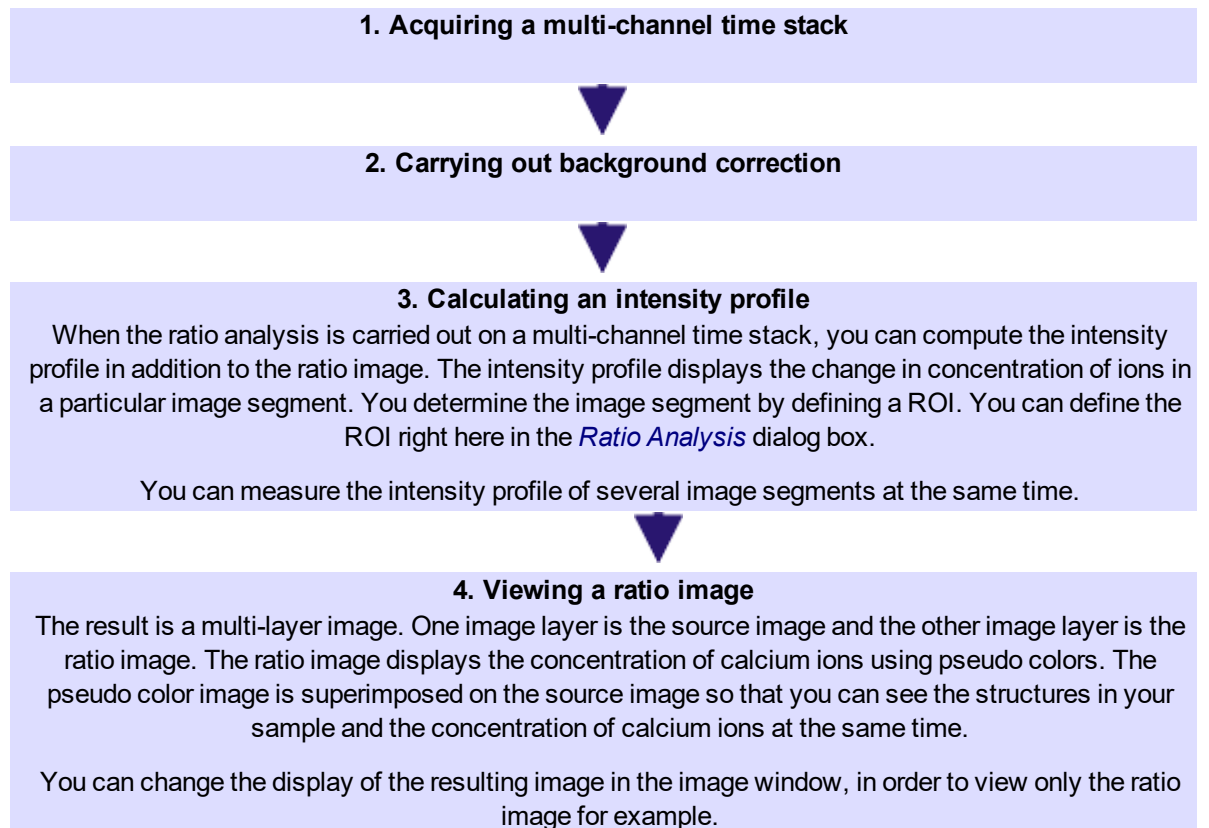 1. Acquiring a multi-channel time stack
2. Carrying out background correction
3. Calculating an intensity profile
When the ratio analysis is carried out on a multi-channel time stack, you can compute the intensity
profile in addition to the ratio image. The intensity profile displays the change in concentration of ions in
a particular image segment. You determine the image segment by defining a ROI. You can define the
ROI right here in the Ratio Analysis dialog box.
You can measure the intensity profile of several image segments at the same time.
4. Viewing a ratio image
The result is a multi-layer image. One image layer is the source image and the other image layer is the
ratio image. The ratio image displays the concentration of calcium ions using pseudo colors. The
pseudo color image is superimposed on the source image so that you can see the structures in your
sample and the concentration of calcium ions at the same time.
You can change the display of the resulting image in the image window, in order to view only the ratio
image for example.